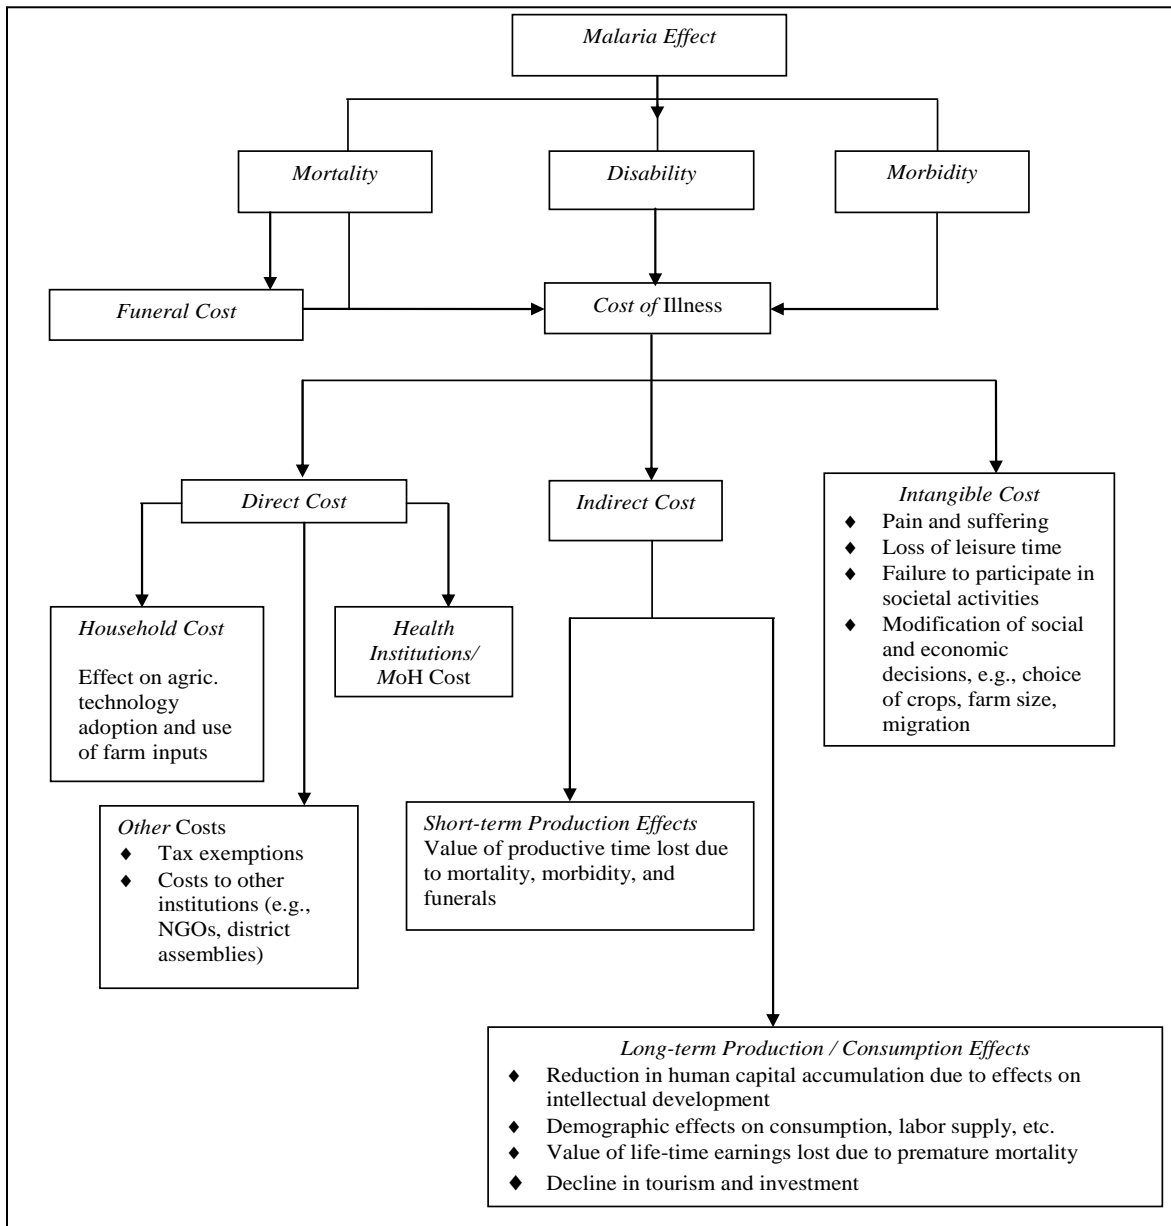 Malaria Effect
Mortality
Disability
Morbidity
Funeral Cost
Cost of Illness
Direct Cost
Indirect Cost
Intangible Cost
♦ Pain and suffering
♦ Loss of leisure time
♦ Failure to participate in
societal activities
♦ Modification of social
and economic
decisions, e.g., choice
of crops, farm size,
migration
Household Cost
Effect on agric.
technology
adoption and use
of farm inputs
Health
Institutions/
MoH Cost
Other Costs
♦ Tax exemptions
♦ Costs to other
institutions (e.g.,
NGOs, district
assemblies)
Short-term Production Effects
Value of productive time lost due
to mortality, morbidity, and
funerals
Long-term Production / Consumption Effects
♦ Reduction in human capital accumulation due to effects on
intellectual development
♦ Demographic effects on consumption, labor supply, etc.
♦ Value of life-time earnings lost due to premature mortality
♦ Decline in tourism and investment